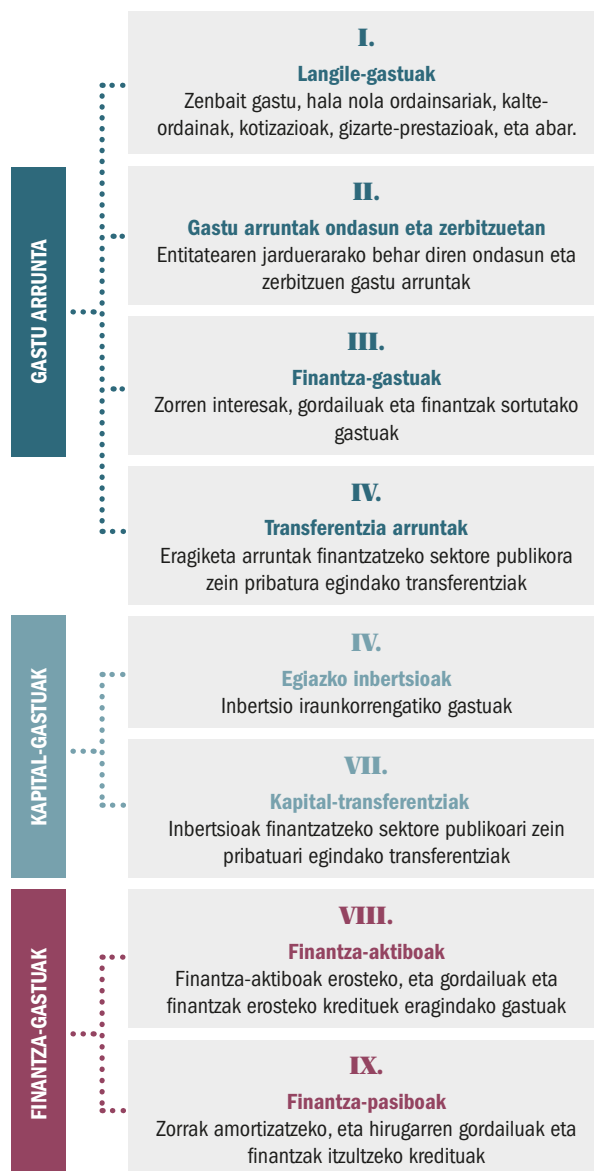 GASTU ARRUNTA
I.
Langile-gastuak
Zenbait gastu, hala nola ordainsariak, kalte-
ordainak, kotizazioak, gizarte-prestazioak, eta abar.
II.
Gastu arruntak ondasun eta zerbitzuetan
Entitatearen jarduerarako behar diren ondasun eta
zerbitzuen gastu arruntak
III.
Finantza-gastuak
Zorren interesak, gordailuak eta finantzak sortutako
gastuak
IV.
Transferentzia arruntak
Eragiketa arruntak finantzatzeko sektore publikora
zein pribatura egindako transferentziak
KAPITAL-GASTUAK
IV.
Egiazko inbertsioak
Inbertsio iraunkorrengatiko gastuak
VII.
Kapital-transferentziak
Inbertsioak finantzatzeko sektore publikoari zein
pribatuari egindako transferentziak
FINANTZA-GASTUAK
VIII.
Finantza-aktiboak
Finantza-aktiboak erosteko, eta gordailuak eta
finantzak erosteko kredituek eragindako gastuak
IX.
Finantza-pasiboak
Zorrak amortizatzeko, eta hirugarren gordailuak eta
finantzak itzultzeko kredituak